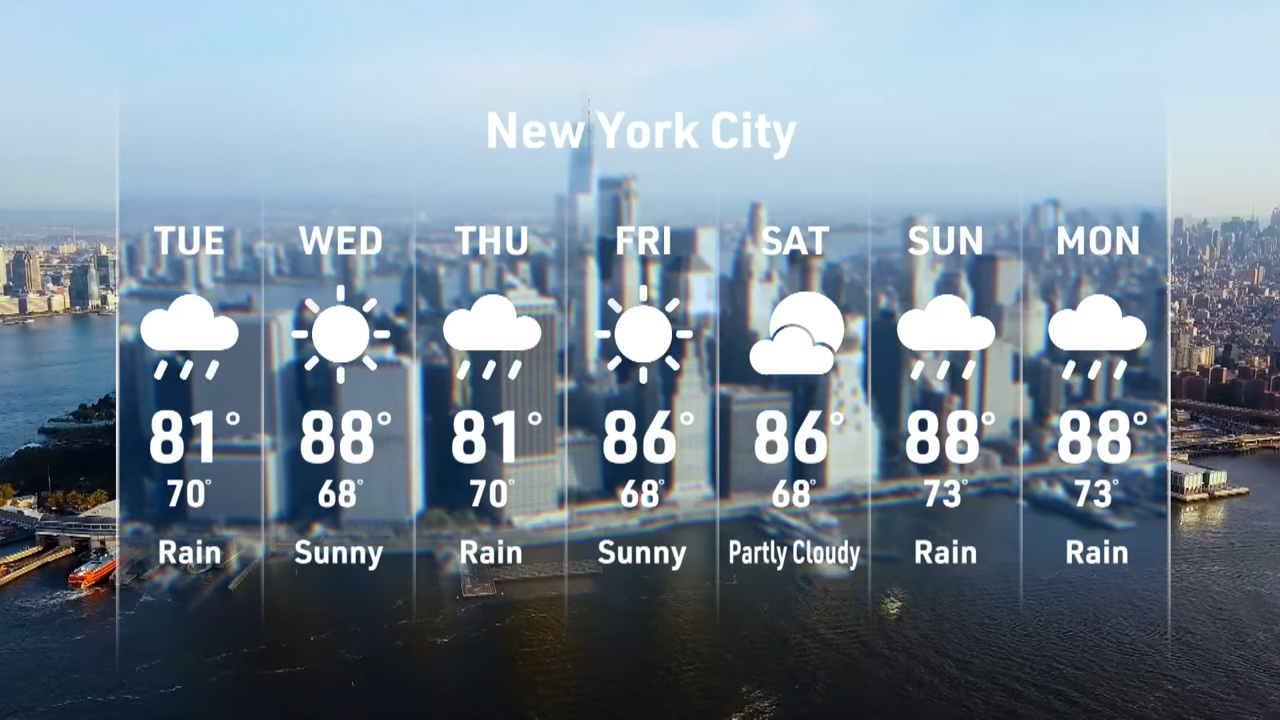 New York City
TUE WED THU FRI SAT SUN MON
81° 88° 81° 86° 86° 88° 88°
70° 68° 70° 68° 68° 73° 73°
Rain Sunny Rain Sunny Partly Cloudy Rain Rain